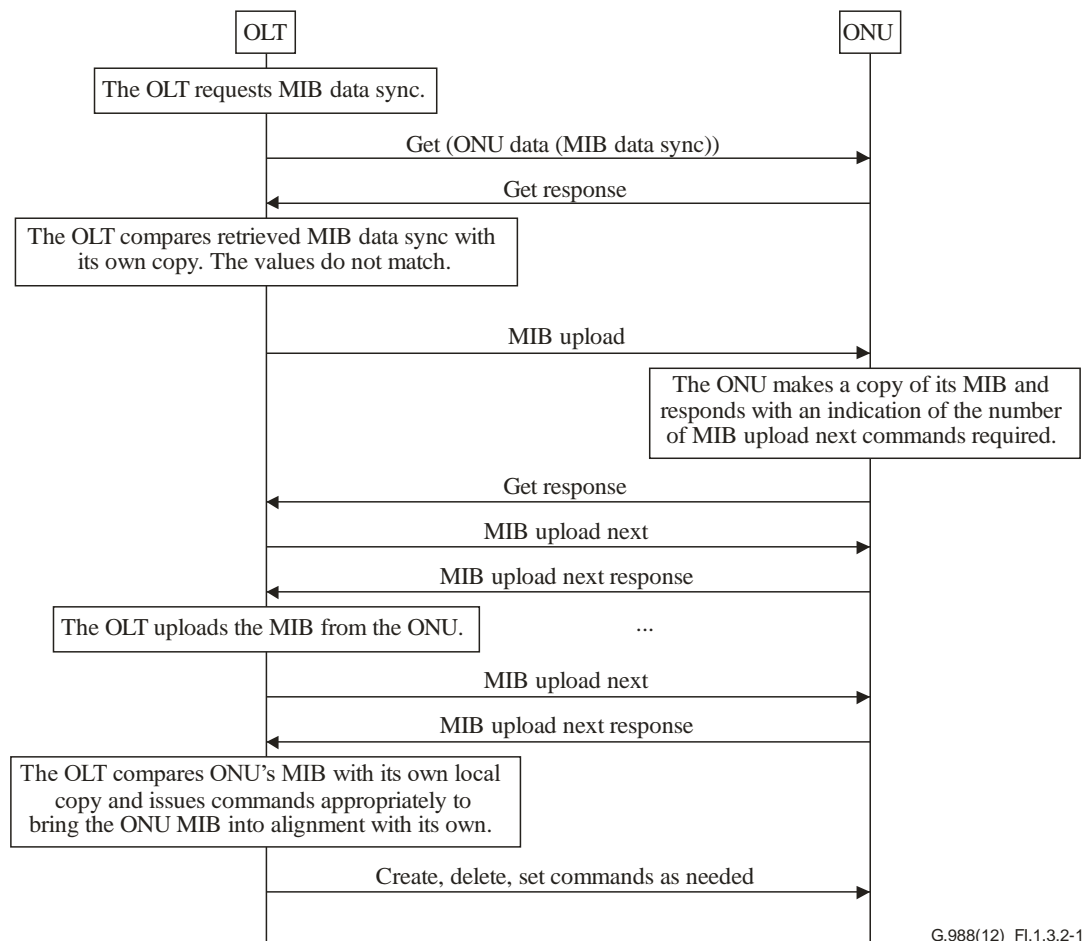 OLT
ONU
The OLT requests MIB data sync.
Get (ONU data (MIB data sync))
Get response
The OLT compares retrieved MIB data sync with
its own copy. The values do not match.
MIB upload
The ONU makes a copy of its MIB and
responds with an indication of the number
of MIB upload next commands required.
Get response
MIB upload next
MIB upload next response
The OLT uploads the MIB from the ONU.
...
MIB upload next
MIB upload next response
The OLT compares ONU's MIB with its own local
copy and issues commands appropriately to
bring the ONU MIB into alignment with its own.
Create, delete, set commands as needed
G.988(12)_FI.1.3.2-1